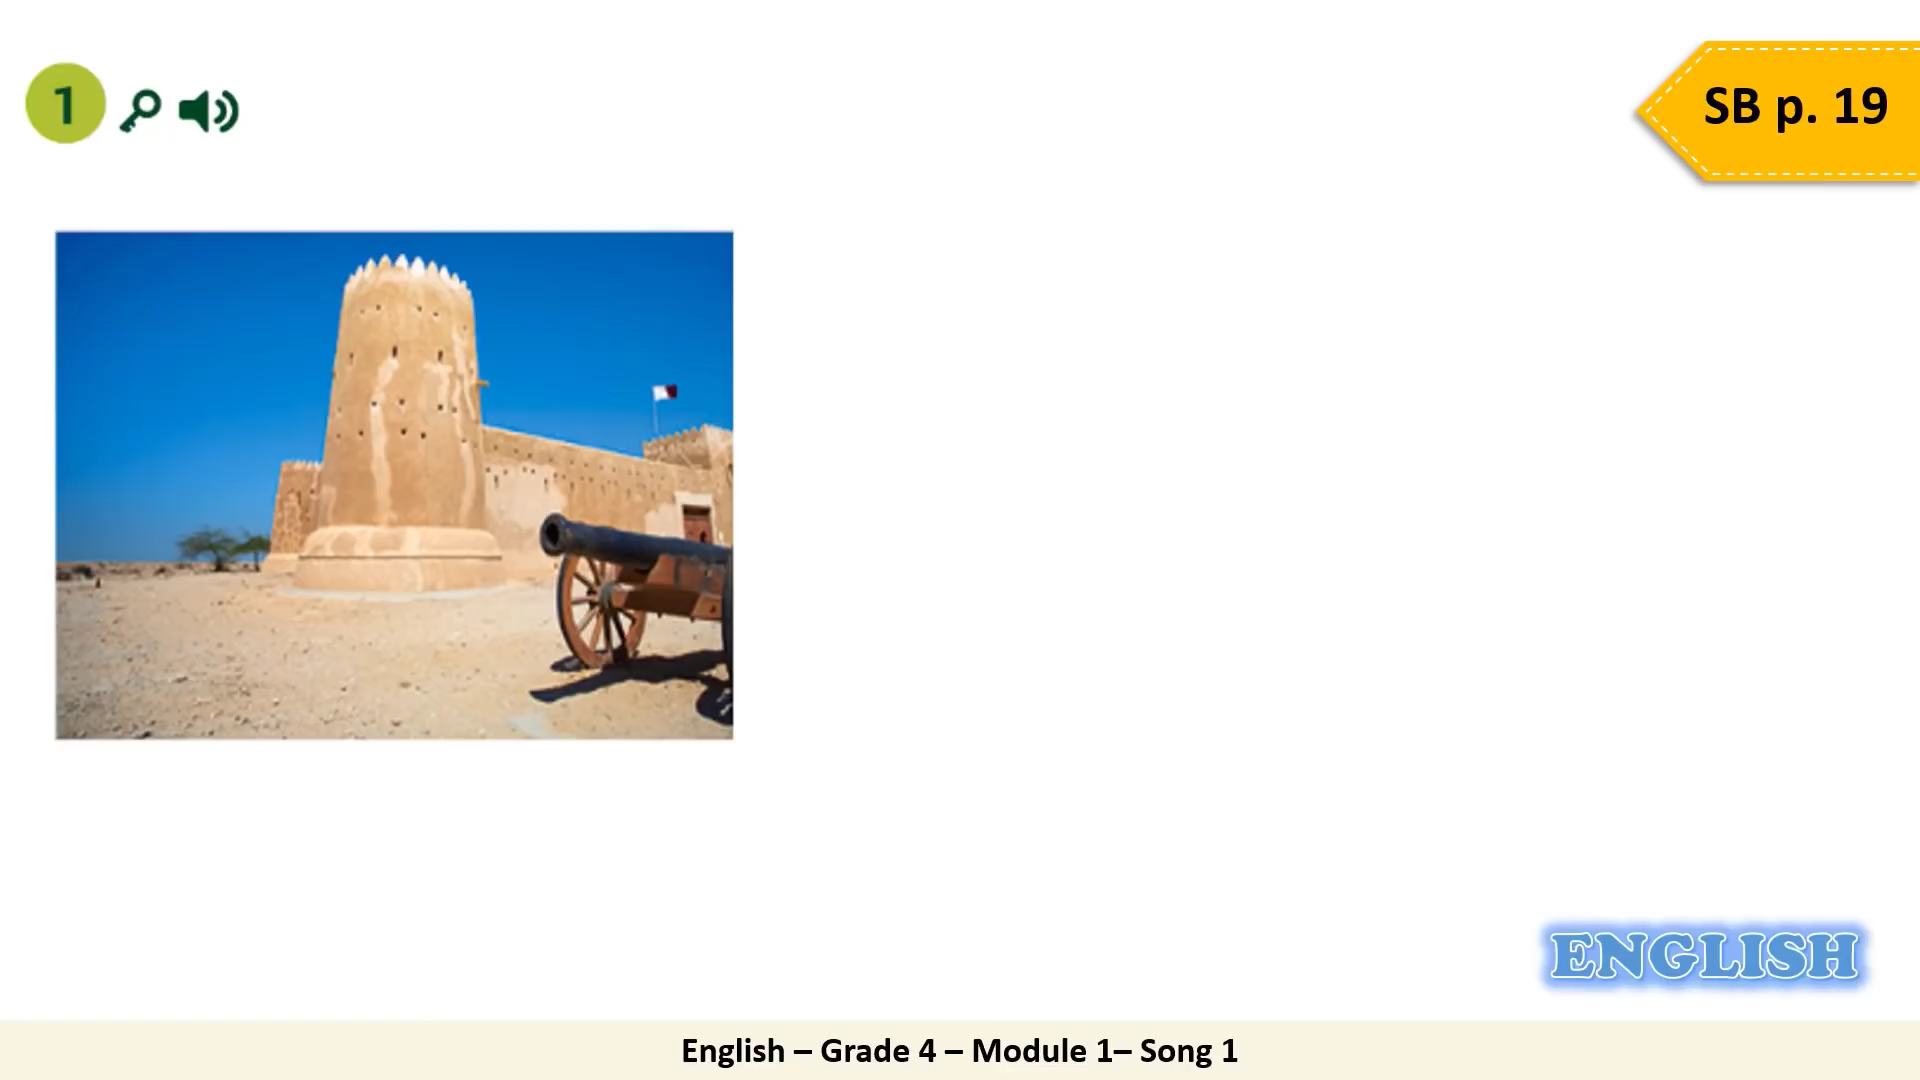 1
SB p. 19
ENGLISH
English – Grade 4 – Module 1– Song 1